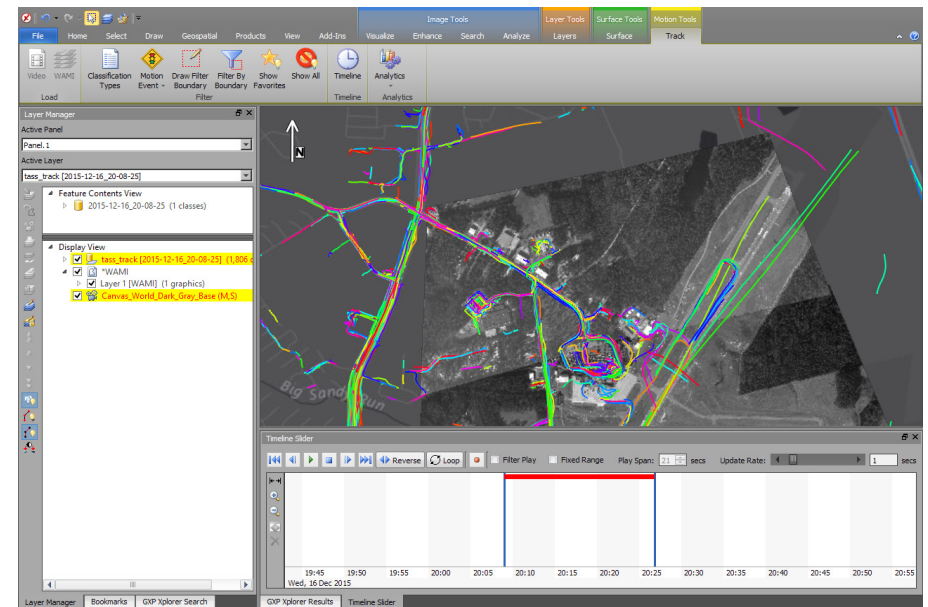 Image Tools Layer Tools Surface Tools Motion Tools
File Home Select Draw Geospatial Products View Add-Ins Visualize Enhance Search Analyze Layers Surface Track
Video WAMI Classification Types Motion Event Draw Filter Boundary Filter By Boundary Show Favorites Show All Timeline Analytics
Load Filter Timeline Analytics
Layer Manager
Active Panel
Panel.1
Active Layer
tass_track [2015-12-16_20-08-25]
Feature Contents View
2015-12-16_20-08-25 (1 classes)
Display View
tass_track [2015-12-16_20-08-25] (1,806
*WAMI
Layer 1 [WAMI] (1 graphics)
Canvas_World_Dark_Gray_Base (M,S)
N
Big Sandy Run
Timeline Slider
Reverse Loop Filter Play Fixed Range Play Span: 21 secs Update Rate: 1 secs
19:45 19:50 19:55 20:00 20:05 20:10 20:15 20:20 20:25 20:30 20:35 20:40 20:45 20:50 20:55
Wed, 16 Dec 2015
Layer Manager Bookmarks GXP Xplorer Search GXP Xplorer Results Timeline Slider